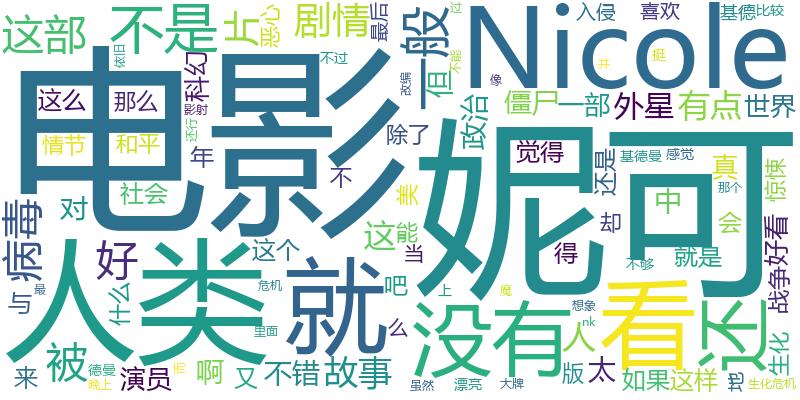 这部
不是
片
恶心
剧情
最后
一般
Nicole
入侵
喜欢
基德
比较
过
依旧
不过
但
改编
不能
像
并
挺
科幻
影射
还行
这么
那么
电影
政治
僵尸
一部
外星
有点
世界
情节
和平
年
除了
妮可
觉得
还是
基德曼
感觉
真
那个
惊悚
社会
不
美
中
会
病毒
对
好
这个
这
能
当
得
却
就是
不够
战争
好看
与
最
人类
什么
危机
里面
就
吧
上
么
魔
没有
想象
nk
人
看
还
生化
来
被
德曼
晚上
演员
啊
又
不错
故事
虽然
漂亮
大牌
版
太
如果
这样
生化危机